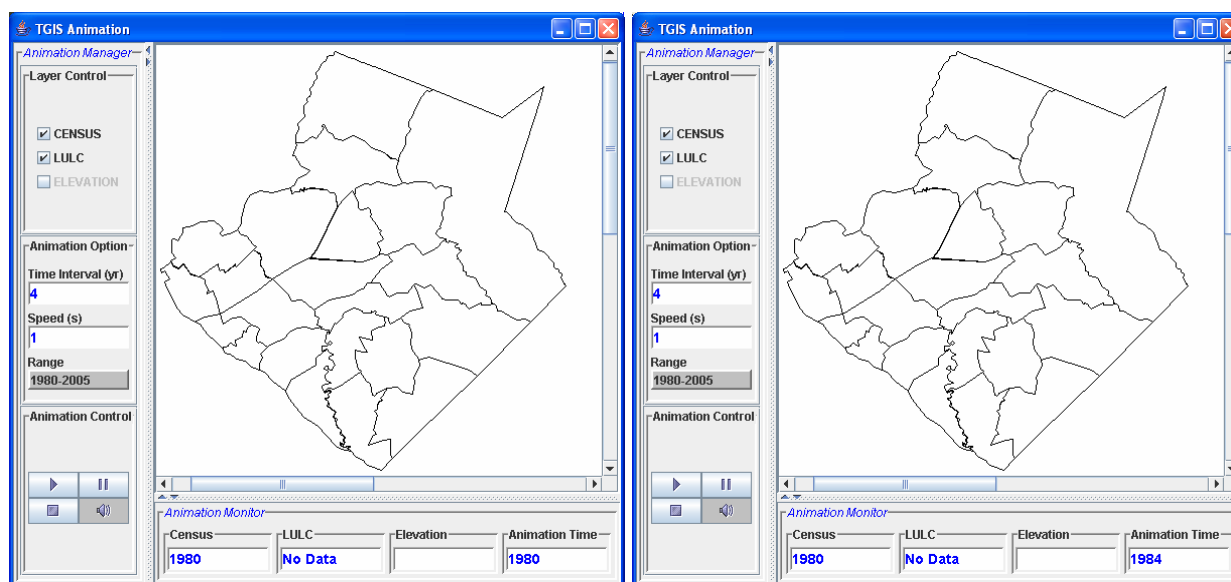 TGIS Animation
Animation Manager
Layer Control
CENSUS
LULC
ELEVATION
Animation Option
Time Interval (yr)
4
Speed (s)
1
Range
1980-2005
Animation Control
Animation Monitor
Census
LULC
Elevation
Animation Time
1980
No Data
1980
TGIS Animation
Animation Manager
Layer Control
CENSUS
LULC
ELEVATION
Animation Option
Time Interval (yr)
4
Speed (s)
1
Range
1980-2005
Animation Control
Animation Monitor
Census
LULC
Elevation
Animation Time
1980
No Data
1984